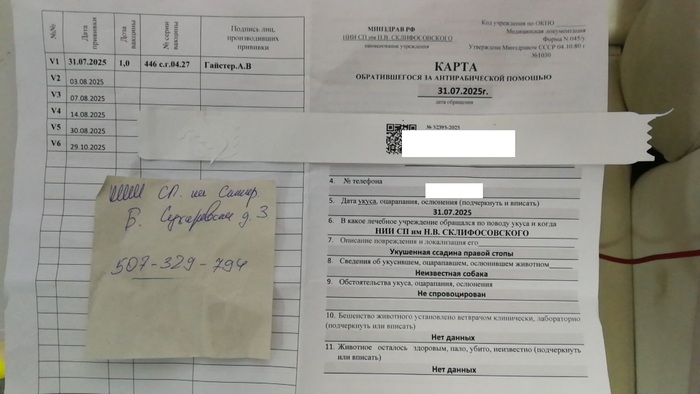 №№
Дата прививки
Доза вакцины
№ серии вакцины
Подпись лиц, производивших прививки
V1 31.07.2025 1,0 446 с.г.04.27 Гайстер.А.В
V2 03.08.2025
V3 07.08.2025
V4 14.08.2025
V5 30.08.2025
V6 29.10.2025
СП. им
Б. Сухаревская д. 3
507-329-794
МИНЗДРАВ РФ
НИИ СП им Н.В. СКЛИФОСОВСКОГО
наименование учреждения
Код учреждения по ОКПО
Медицинская документация
Форма N 045/у
Утверждена Минздравом СССР 04.10.80 г
№1030
КАРТА
ОБРАТИВШЕГОСЯ ЗА АНТИРАБИЧЕСКОЙ ПОМОЩЬЮ
31.07.2025г.
дата обращения
№ 52395-2025
4. № телефона
5. Дата укуса, оцарапания, ослюнения (подчеркнуть и вписать)
31.07.2025
6. В какое лечебное учреждение обращался по поводу укуса и когда
НИИ СП им Н.В. СКЛИФОСОВСКОГО
7. Описание повреждения и локализация его
Укушенная ссадина правой стопы
8. Сведения об укусившем, оцарапавшем, ослюнившем животном
Неизвестная собака
9. Обстоятельства укуса, оцарапания, ослюнения
Не спровоцирован
10. Бешенство животного установлено ветврачом клинически, лабораторно
(подчеркнуть или вписать)
Нет данных
11. Животное осталось здоровым, пало, убито, неизвестно (подчеркнуть
или вписать)
Нет данных